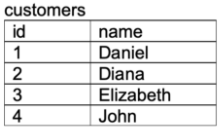 customers
id name
1 Daniel
2 Diana
3 Elizabeth
4 John